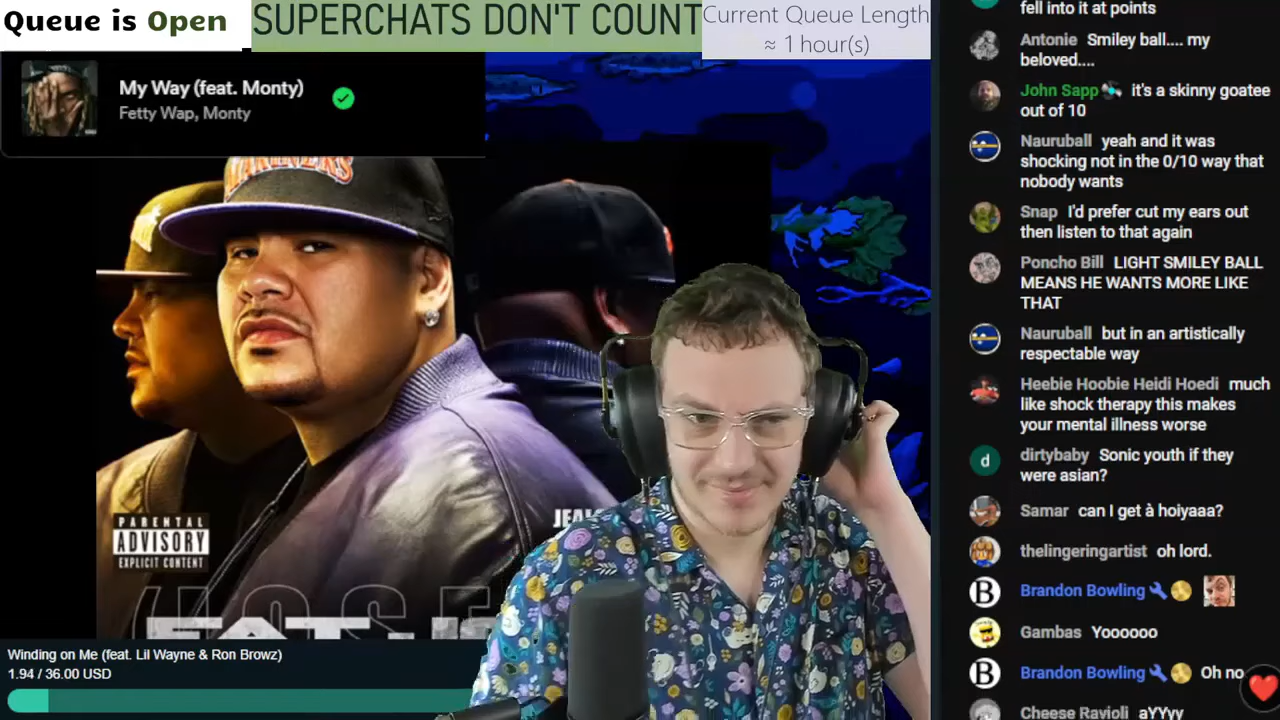 Queue is Open
SUPERCHATS DON'T COUNT
Current Queue Length
≈ 1 hour(s)
My Way (feat. Monty)
Fetty Wap, Monty
MARINERS
PARENTAL
ADVISORY
EXPLICIT CONTENT
Winding on Me (feat. Lil Wayne & Ron Browz)
1.94 / 36.00 USD
fell into it at points
Antonie Smiley ball.... my
beloved....
John Sapp it's a skinny goatee
out of 10
Nauruball yeah and it was
shocking not in the 0/10 way that
nobody wants
Snap I'd prefer cut my ears out
then listen to that again
Poncho Bill LIGHT SMILEY BALL
MEANS HE WANTS MORE LIKE
THAT
Nauruball but in an artistically
respectable way
Heebie Hoobie Heidi Hoedi much
like shock therapy this makes
your mental illness worse
d
dirtybaby Sonic youth if they
were asian?
Samar can I get à hoiyaaa?
thelingeringartist oh lord.
B
Brandon Bowling
Gambas Yoooooo
B
Brandon Bowling Oh no
Cheese Ravioli aYYyy